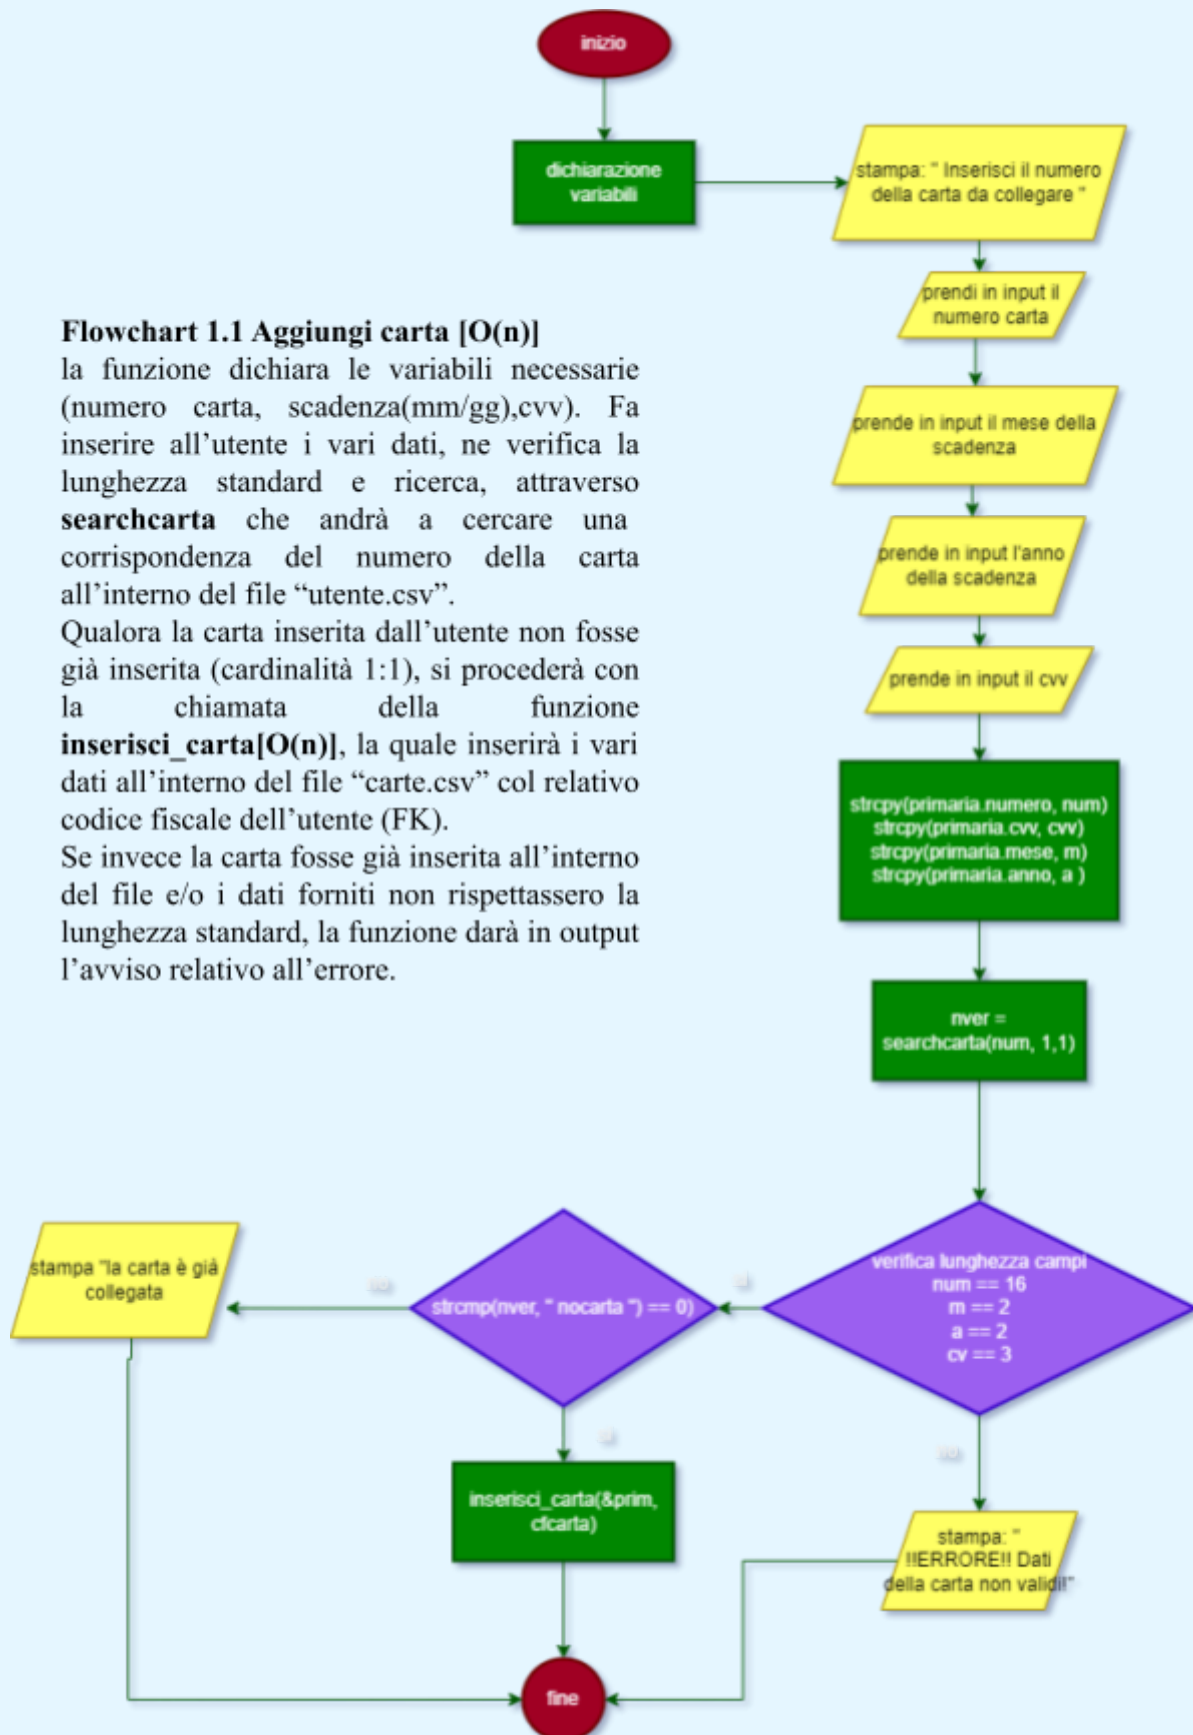 inizio
dichiarazione
variabili
stampa: " Inserisci il numero
della carta da collegare "
prendi in input il
numero carta
Flowchart 1.1 Aggiungi carta [O(n)]
la funzione dichiara le variabili necessarie
(numero carta, scadenza(mm/gg),cvv). Fa
inserire all’utente i vari dati, ne verifica la
lunghezza standard e ricerca, attraverso
searchcarta che andrà a cercare una
corrispondenza del numero della carta
all’interno del file “utente.csv”.
Qualora la carta inserita dall’utente non fosse
già inserita (cardinalità 1:1), si procederà con
la chiamata della funzione
inserisci_carta[O(n)], la quale inserirà i vari
dati all’interno del file “carte.csv” col relativo
codice fiscale dell’utente (FK).
Se invece la carta fosse già inserita all’interno
del file e/o i dati forniti non rispettassero la
lunghezza standard, la funzione darà in output
l’avviso relativo all’errore.
prende in input il mese della
scadenza
prende in input l'anno
della scadenza
prende in input il cvv
strcpy(primaria.numero, num)
strcpy(primaria.cvv, cvv)
strcpy(primaria.mese, m)
strcpy(primaria.anno, a )
nver =
searchcarta(num, 1,1)
verifica lunghezza campi
num == 16
m == 2
a == 2
cv == 3
si
strcmp(nver, " nocarta ") == 0)
no
stampa "la carta è già
collegata
si
no
inserisci_carta(&prim,
cfcarta)
stampa: "
!!ERRORE!! Dati
della carta non validi!"
fine